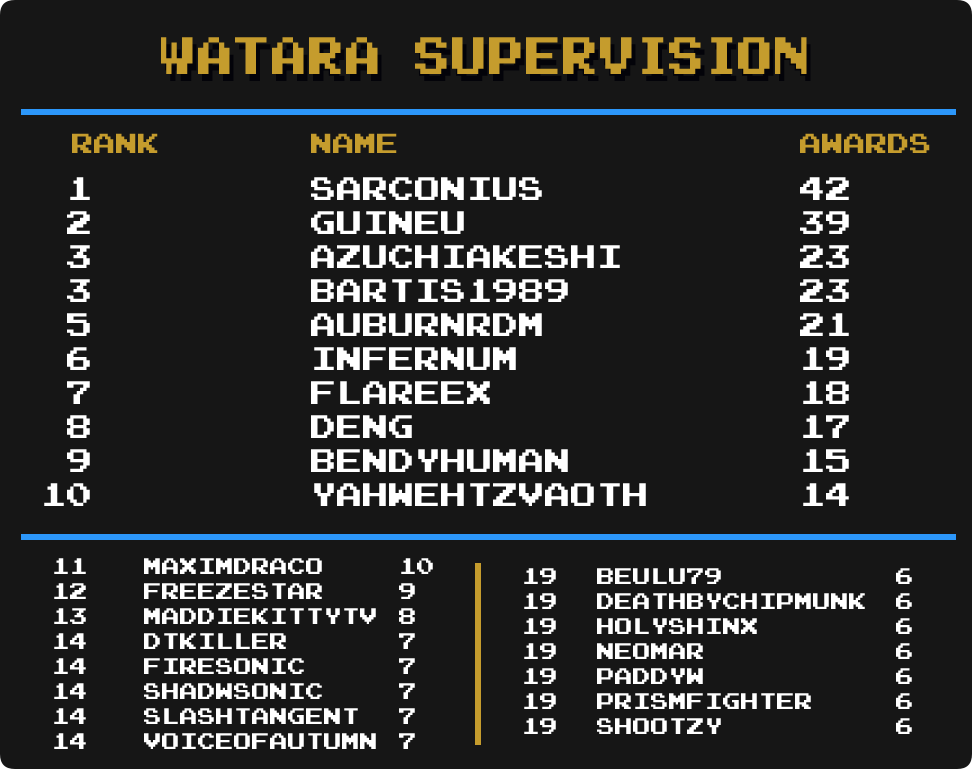 WATARA SUPERVISION
RANK NAME AWARDS
1 SARCONIUS 42
2 GUINEU 39
3 AZUCHIAKESHI 23
3 BARTIS1989 23
5 AUBURNRDM 21
6 INFERNUM 19
7 FLAREEX 18
8 DENG 17
9 BENDYHUMAN 15
10 YAHWEHTZVAOTH 14
11 MAXIMDRACO 10
12 FREEZESTAR 9
13 MADDIEKITTYTV 8
14 DTKILLER 7
14 FIRESONIC 7
14 SHADWSONIC 7
14 SLASHTANGENT 7
14 VOICEOFAUTUMN 7
19 BEULU79 6
19 DEATHBYCHIPMUNK 6
19 HOLYSHINX 6
19 NEOMAR 6
19 PADDYW 6
19 PRISMFIGHTER 6
19 SHOOTZY 6